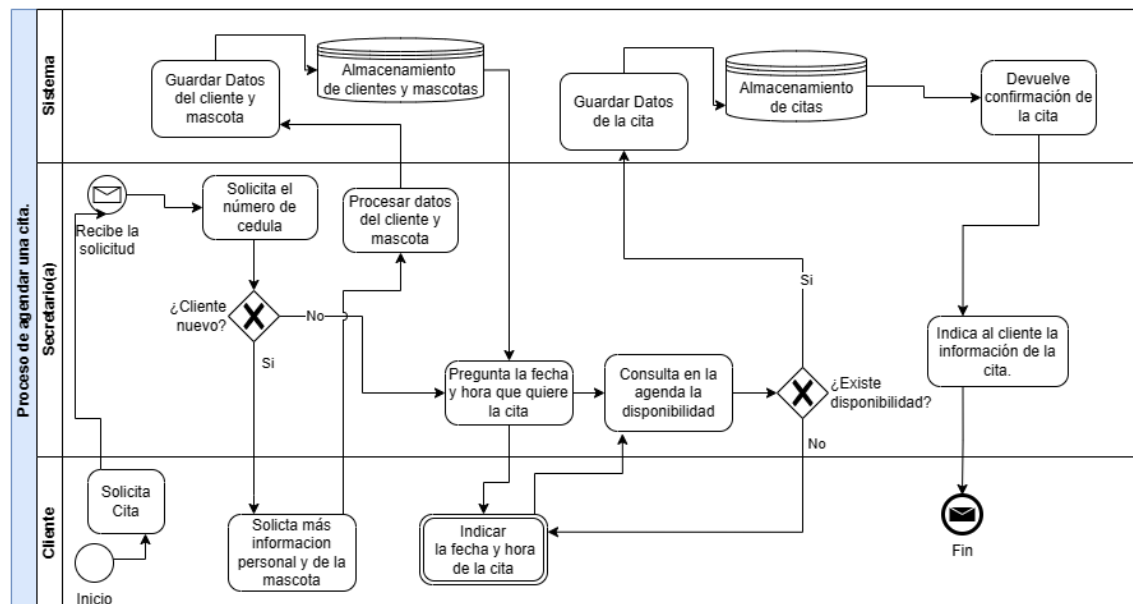 Proceso de agendar una cita.
Sistema
Guardar Datos
del cliente y
mascota
Almacenamiento
de clientes y mascotas
Guardar Datos
de la cita
Almacenamiento
de citas
Devuelve
confirmación de
la cita
Secretario(a)
Recibe la
solicitud
Solicita el
número de
cedula
Procesar datos
del cliente y
mascota
¿Cliente
nuevo?
No
Si
Pregunta la fecha
y hora que quiere
la cita
Consulta en la
agenda la
disponibilidad
Si
¿Existe
disponibilidad?
No
Indica al cliente la
información de la
cita.
Cliente
Solicita
Cita
Inicio
Solicta más
informacion
personal y de la
mascota
Indicar
la fecha y hora
de la cita
Fin